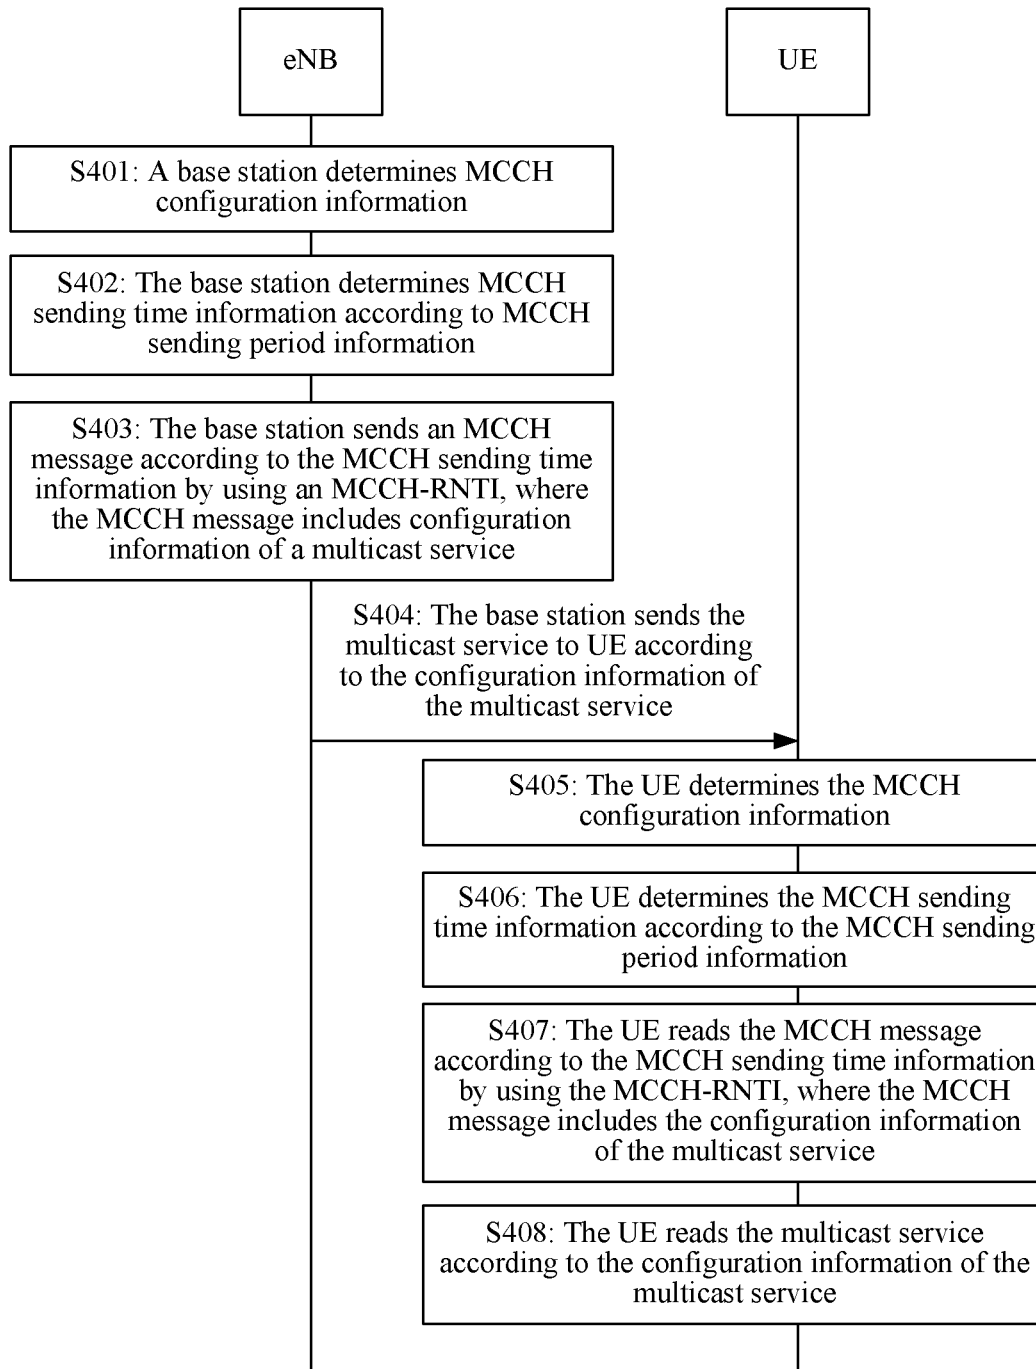 eNB
UE
S401: A base station determines MCCH
configuration information
S402: The base station determines MCCH
sending time information according to MCCH
sending period information
S403: The base station sends an MCCH
message according to the MCCH sending time
information by using an MCCH-RNTI, where
the MCCH message includes configuration
information of a multicast service
S404: The base station sends the
multicast service to UE according
to the configuration information of
the multicast service
S405: The UE determines the MCCH
configuration information
S406: The UE determines the MCCH sending
time information according to the MCCH sending
period information
S407: The UE reads the MCCH message
according to the MCCH sending time information
by using the MCCH-RNTI, where the MCCH
message includes the configuration information
of the multicast service
S408: The UE reads the multicast service
according to the configuration information of the
multicast service